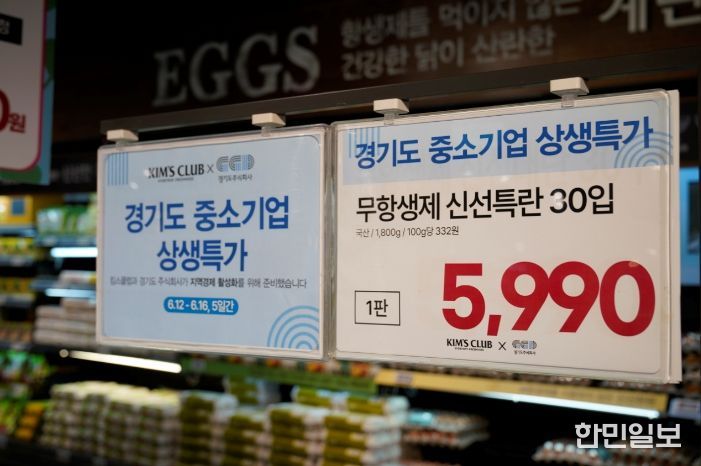 EGGS
항생제를 먹이지 않은
건강한 닭이 산란한
원
KIM'S CLUB X
경기도주식회사
경기도 중소기업
상생특가
킴스클럽과 경기도 주식회사가 지역경제 활성화를 위해 준비했습니다
6.12 - 6.16, 5일간
경기도 중소기업 상생특가
무항생제 신선특란 30입
국산 / 1,800g / 100g당 332원
1판
5,990
KIM'S CLUB X
경기도주식회사
한민일보